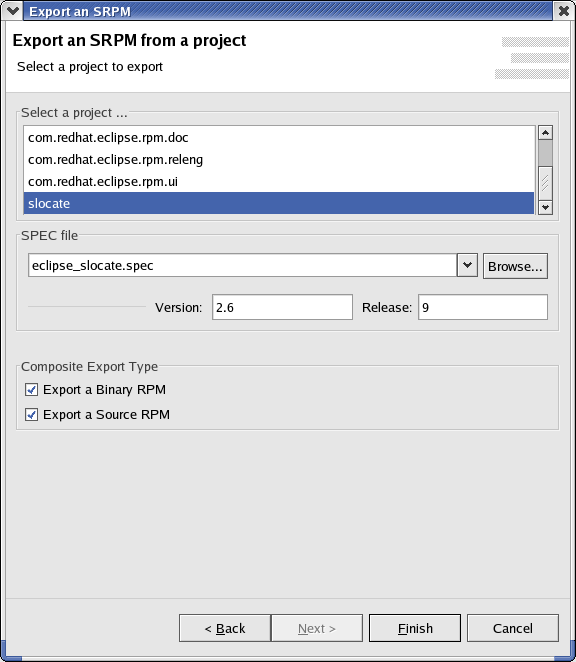 Export an SRPM
Export an SRPM from a project
Select a project to export
Select a project ...
com.redhat.eclipse.rpm.doc
com.redhat.eclipse.rpm.releng
com.redhat.eclipse.rpm.ui
slocate
SPEC file
eclipse_slocate.spec Browse...
Version: 2.6 Release: 9
Composite Export Type
Export a Binary RPM
Export a Source RPM
< Back Next > Finish Cancel